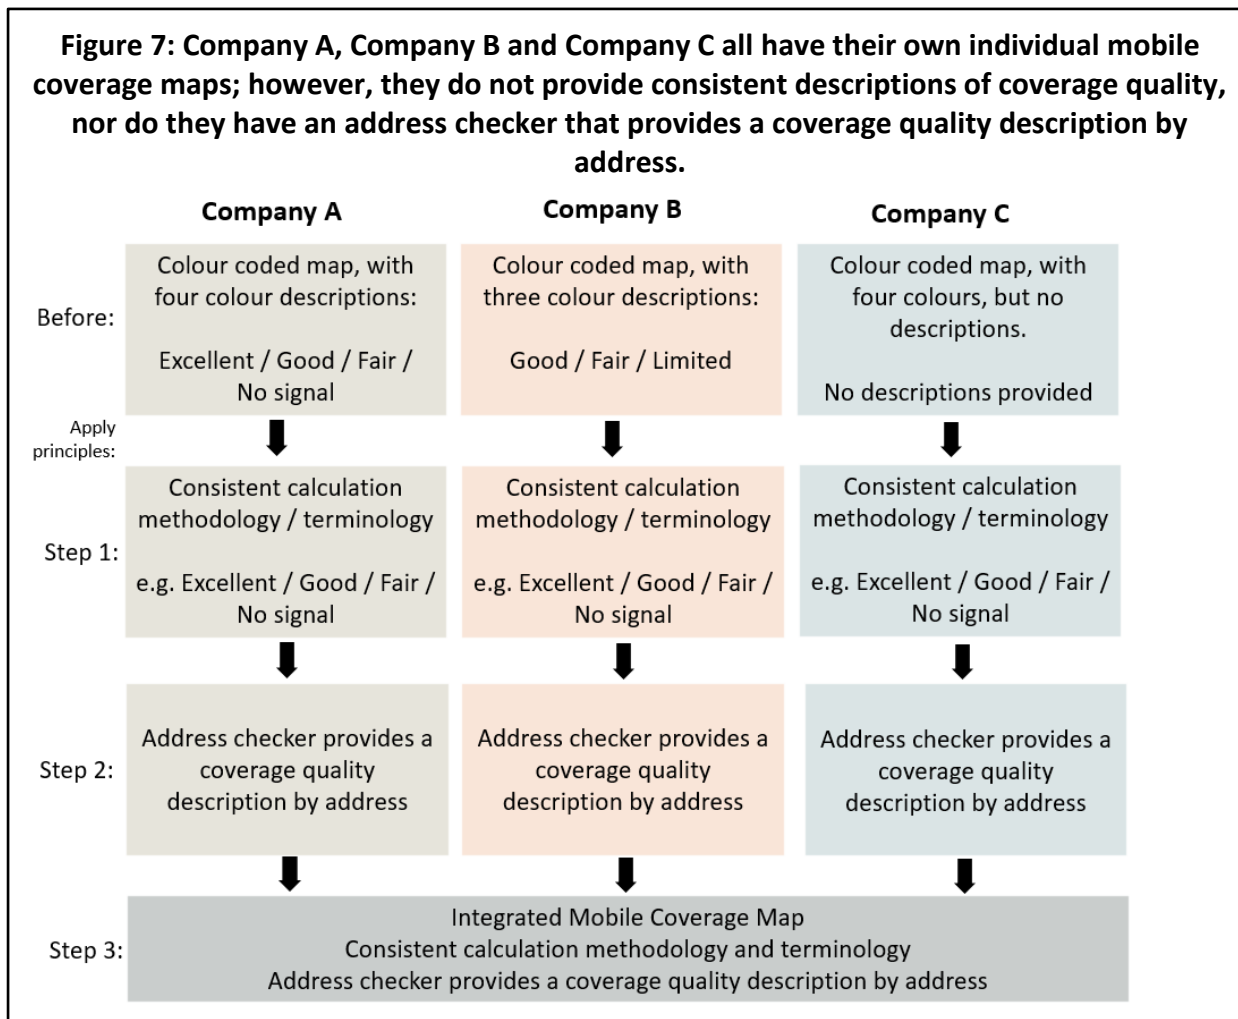 Figure 7: Company A, Company B and Company C all have their own individual mobile
coverage maps; however, they do not provide consistent descriptions of coverage quality,
nor do they have an address checker that provides a coverage quality description by
address.
Company A
Company B
Company C
Before:
Colour coded map, with
four colour descriptions:
Excellent / Good / Fair /
No signal
Colour coded map, with
three colour descriptions:
Good / Fair / Limited
Colour coded map, with
four colours, but no
descriptions.
No descriptions provided
Apply
principles:
Step 1:
Consistent calculation
methodology / terminology
e.g. Excellent / Good / Fair /
No signal
Consistent calculation
methodology / terminology
e.g. Excellent / Good / Fair /
No signal
Consistent calculation
methodology / terminology
e.g. Excellent / Good / Fair /
No signal
Step 2:
Address checker provides a
coverage quality
description by address
Address checker provides a
coverage quality
description by address
Address checker provides a
coverage quality
description by address
Step 3:
Integrated Mobile Coverage Map
Consistent calculation methodology and terminology
Address checker provides a coverage quality description by address